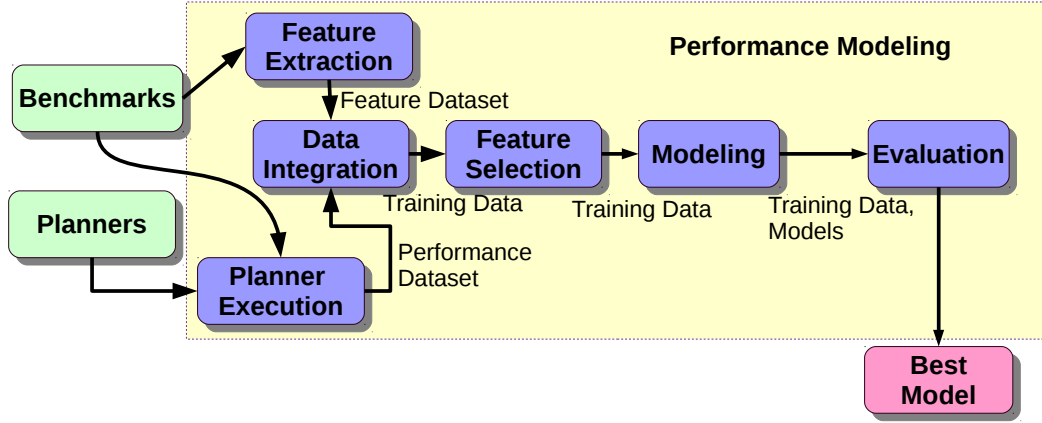 Feature
Extraction
Performance Modeling
Benchmarks
Feature Dataset
Data
Integration
Feature
Selection
Modeling
Evaluation
Training Data
Training Data
Training Data,
Models
Planners
Performance
Dataset
Planner
Execution
Best
Model